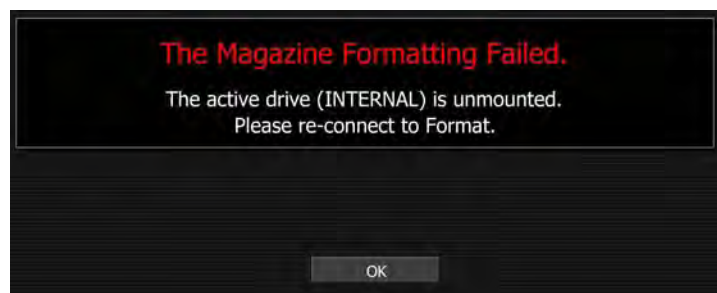 The Magazine Formatting Failed.
The active drive (INTERNAL) is unmounted.
Please re-connect to Format.
OK